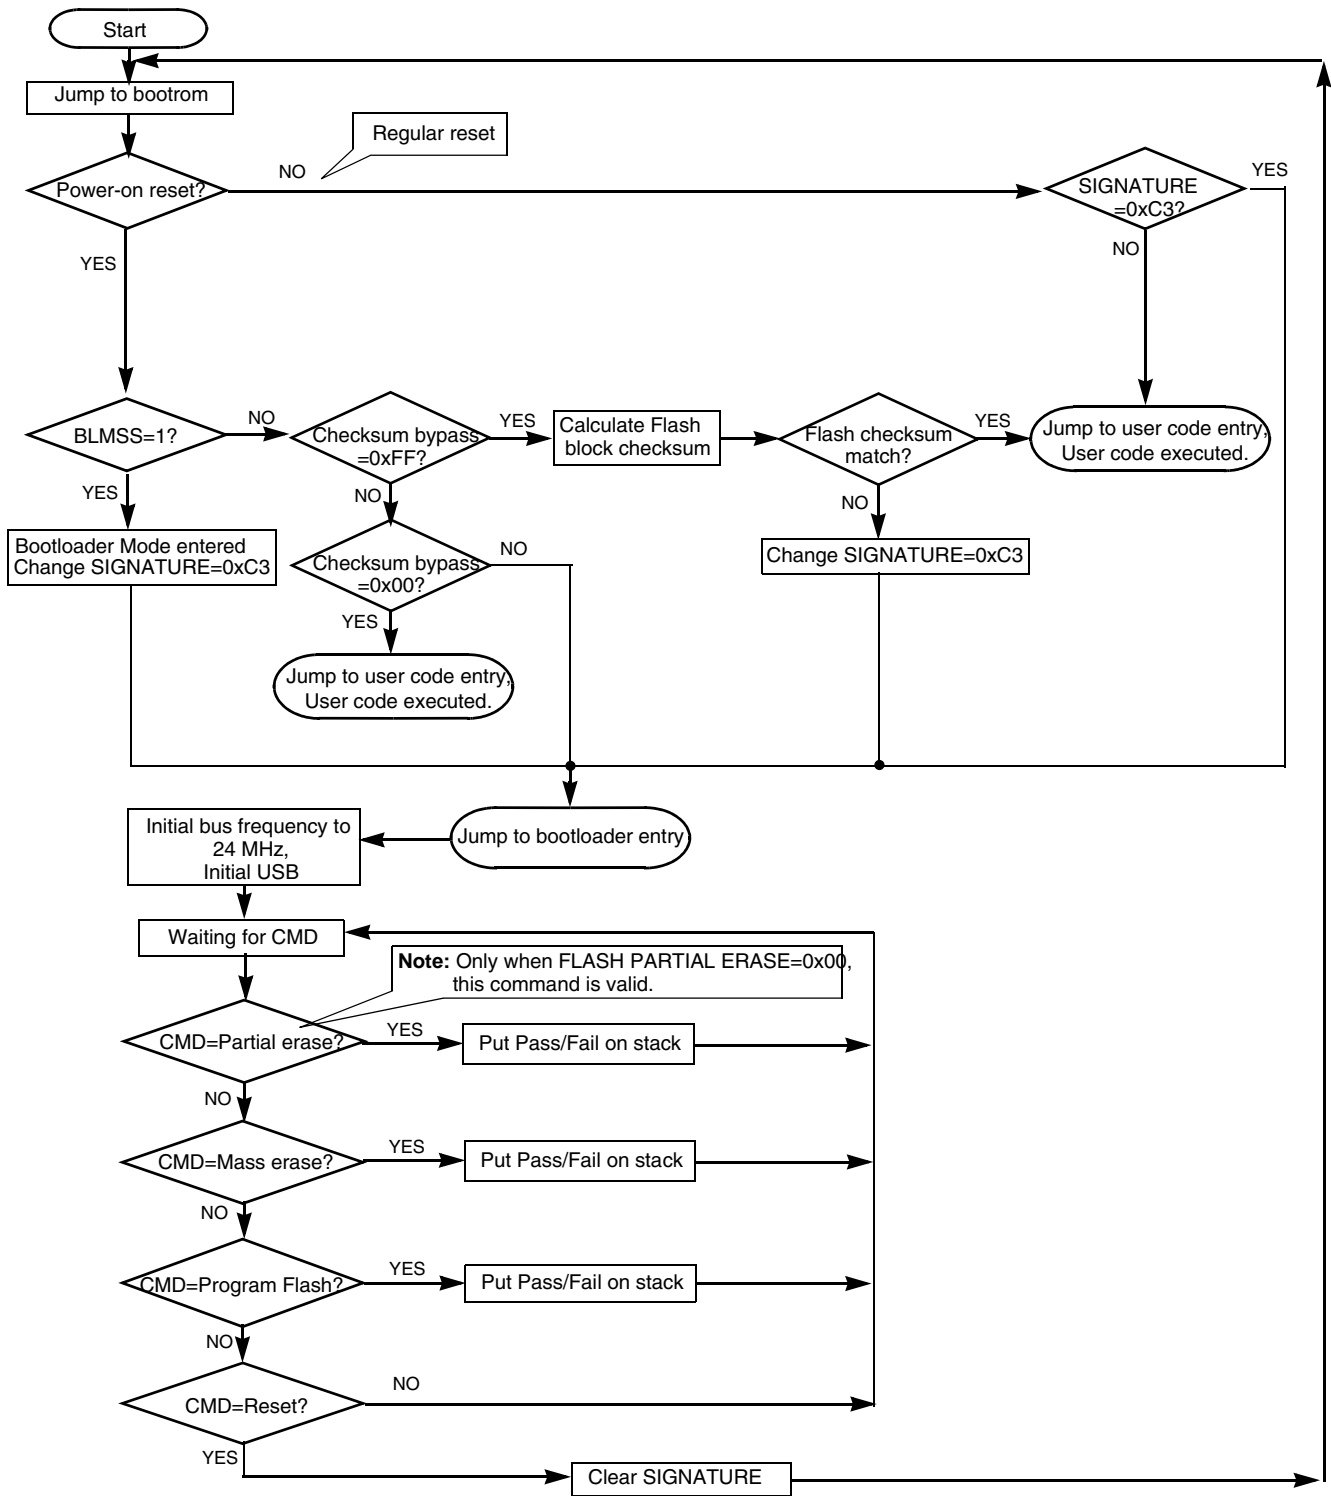 Start
Jump to bootrom
Regular reset
Power-on reset?
NO
SIGNATURE
=0xC3?
YES
YES
NO
BLMSS=1?
NO
Checksum bypass
=0xFF?
YES
Calculate Flash
block checksum
Flash checksum
match?
YES
Jump to user code entry,
User code executed.
YES
NO
NO
Bootloader Mode entered
Change SIGNATURE=0xC3
Checksum bypass
=0x00?
NO
Change SIGNATURE=0xC3
YES
Jump to user code entry,
User code executed.
Initial bus frequency to
24 MHz,
Initial USB
Jump to bootloader entry
Waiting for CMD
Note: Only when FLASH PARTIAL ERASE=0x00,
this command is valid.
CMD=Partial erase?
YES
Put Pass/Fail on stack
NO
CMD=Mass erase?
YES
Put Pass/Fail on stack
NO
CMD=Program Flash?
YES
Put Pass/Fail on stack
NO
CMD=Reset?
NO
YES
Clear SIGNATURE